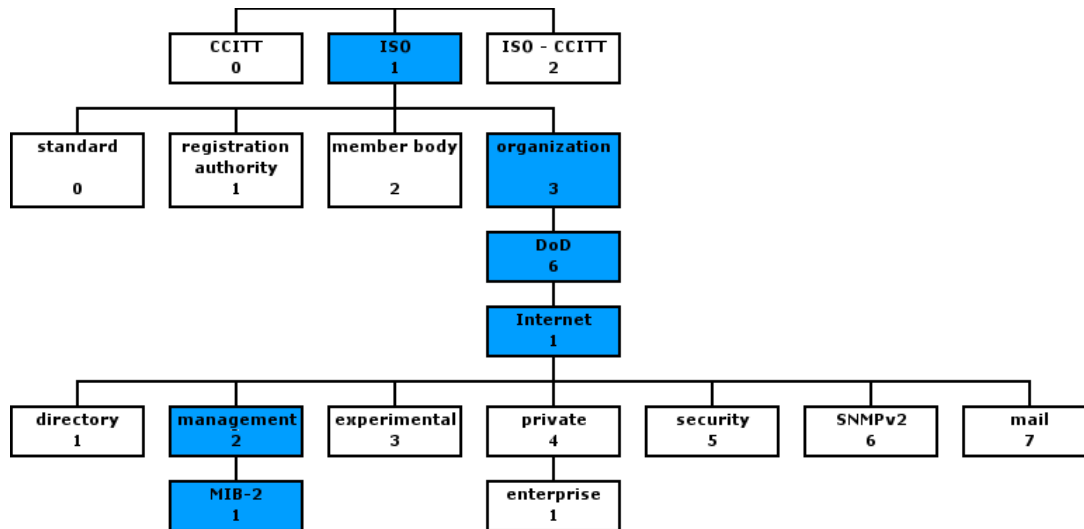 CCITT
0
ISO
1
ISO - CCITT
2
standard
0
registration
authority
1
member body
2
organization
3
DoD
6
Internet
1
directory
1
management
2
experimental
3
private
4
security
5
SNMPv2
6
mail
7
MIB-2
1
enterprise
1